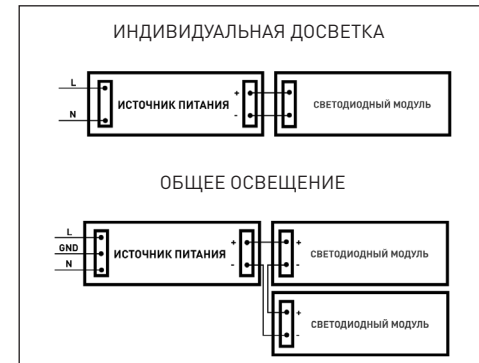 ИНДИВИДУАЛЬНАЯ ДОСВЕТКА
L
N
ИСТОЧНИК ПИТАНИЯ
+
-
СВЕТОДИОДНЫЙ МОДУЛЬ
ОБЩЕЕ ОСВЕЩЕНИЕ
L
GND
N
ИСТОЧНИК ПИТАНИЯ
+
-
+
-
СВЕТОДИОДНЫЙ МОДУЛЬ
+
-
СВЕТОДИОДНЫЙ МОДУЛЬ